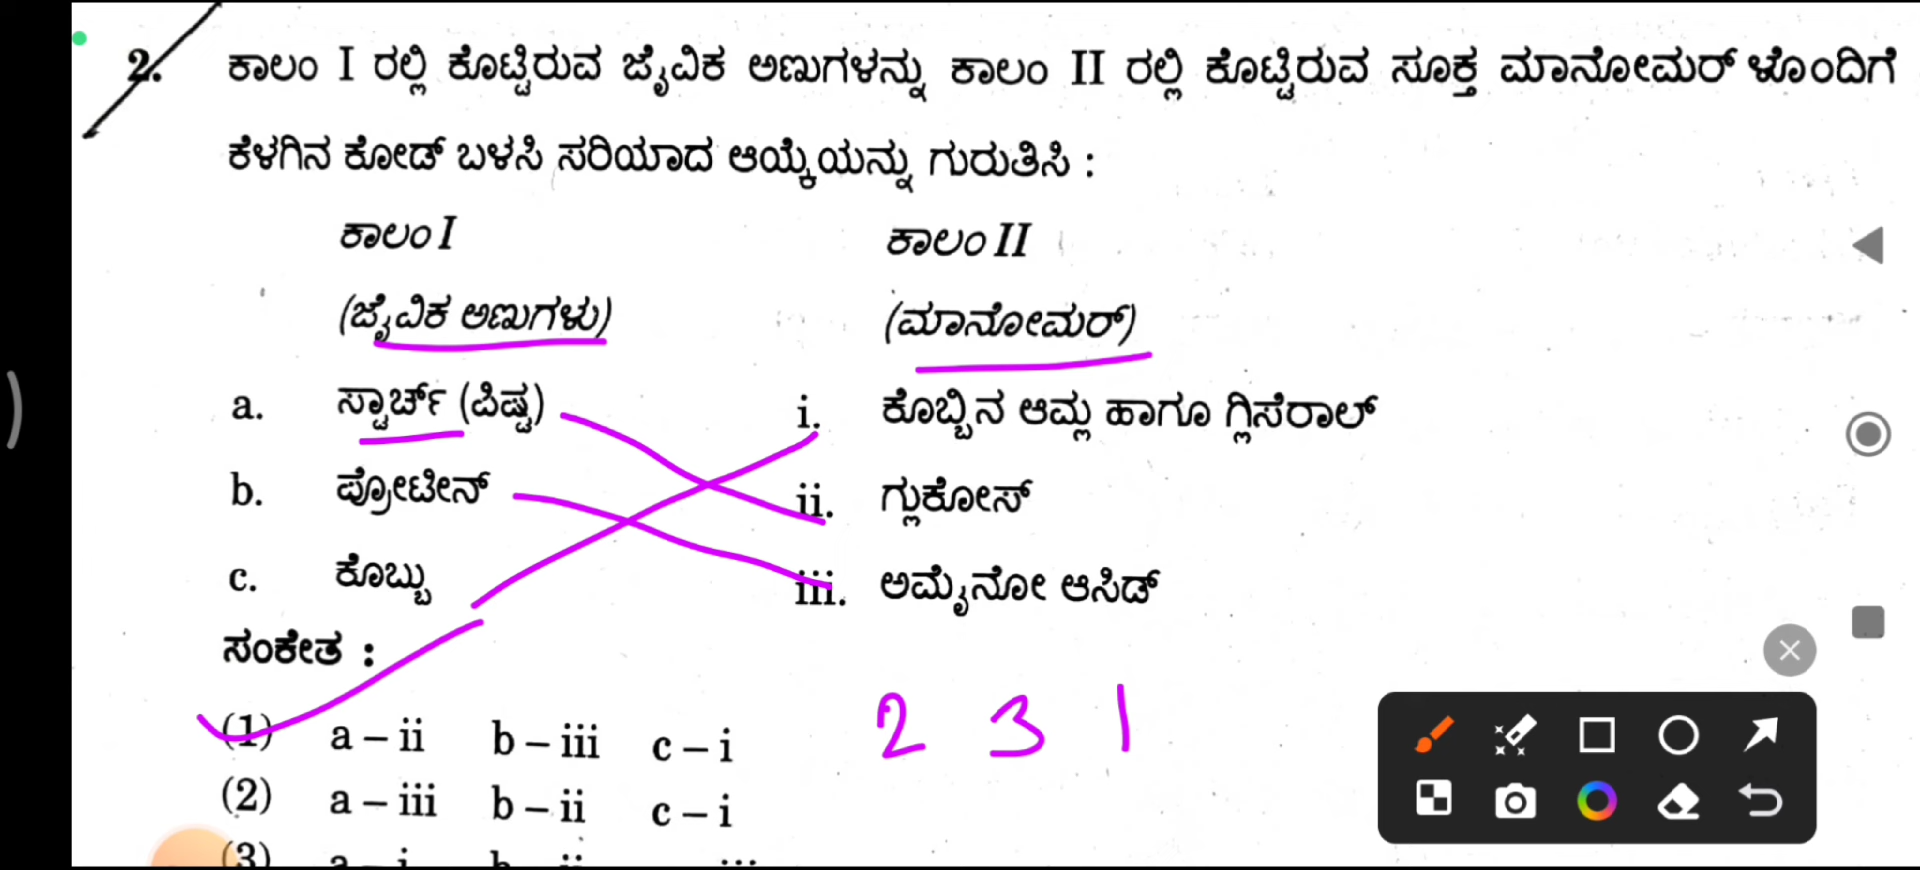 2. ಕಾಲಂ I ರಲ್ಲಿ ಕೊಟ್ಟಿರುವ ಜೈವಿಕ ಅಣುಗಳನ್ನು ಕಾಲಂ II ರಲ್ಲಿ ಕೊಟ್ಟಿರುವ ಸೂಕ್ತ ಮಾನೋಮರ್ ಳೊಂದಿಗೆ
ಕೆಳಗಿನ ಕೋಡ್ ಬಳಸಿ ಸರಿಯಾದ ಆಯ್ಕೆಯನ್ನು ಗುರುತಿಸಿ :
ಕಾಲಂ I ಕಾಲಂ II
(ಜೈವಿಕ ಅಣುಗಳು) (ಮಾನೋಮರ್)
a. ಸ್ಟಾರ್ಚ್ (ಪಿಷ್ಟ) i. ಕೊಬ್ಬಿನ ಆಮ್ಲ ಹಾಗೂ ಗ್ಲಿಸೆರಾಲ್
b. ಪ್ರೋಟೀನ್ ii. ಗ್ಲುಕೋಸ್
c. ಕೊಬ್ಬು iii. ಅಮೈನೋ ಆಸಿಡ್
ಸಂಕೇತ :
(1) a – ii b – iii c – i 2 3 1
(2) a – iii b – ii c – i
(3)